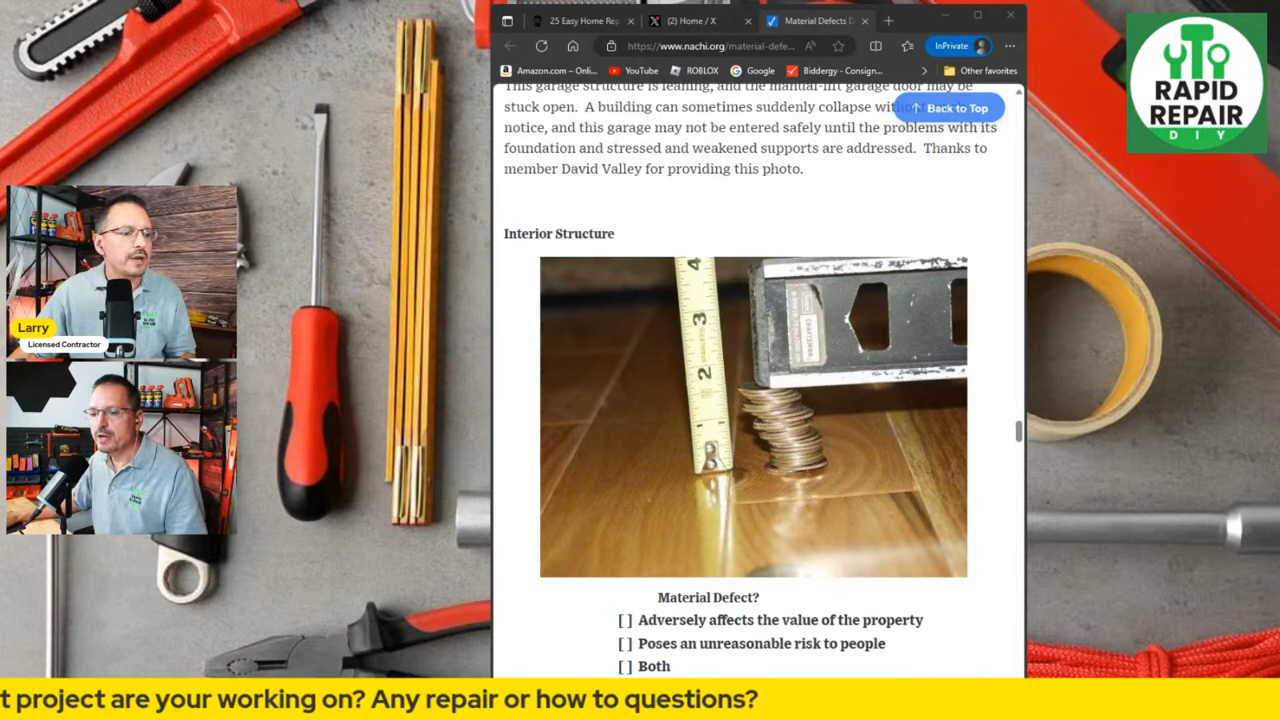 25 Easy Home Rep
(2) Home / X
Material Defects D
https://www.nachi.org/material-defe...
InPrivate
Amazon.com – Onli...
YouTube
ROBLOX
Google
Biddergy - Consign...
Other favorites
This garage structure is leaning, and the manual-lift garage door may be
stuck open. A building can sometimes suddenly collapse
Back to Top
notice, and this garage may not be entered safely until the problems with its
foundation and stressed and weakened supports are addressed. Thanks to
member David Valley for providing this photo.
Interior Structure
4
3
2
1
CRAFTSMAN
Material Defect?
[ ] Adversely affects the value of the property
[ ] Poses an unreasonable risk to people
[ ] Both
RAPID
REPAIR
DIY
Larry
Licensed Contractor
t project are your working on? Any repair or how to questions?